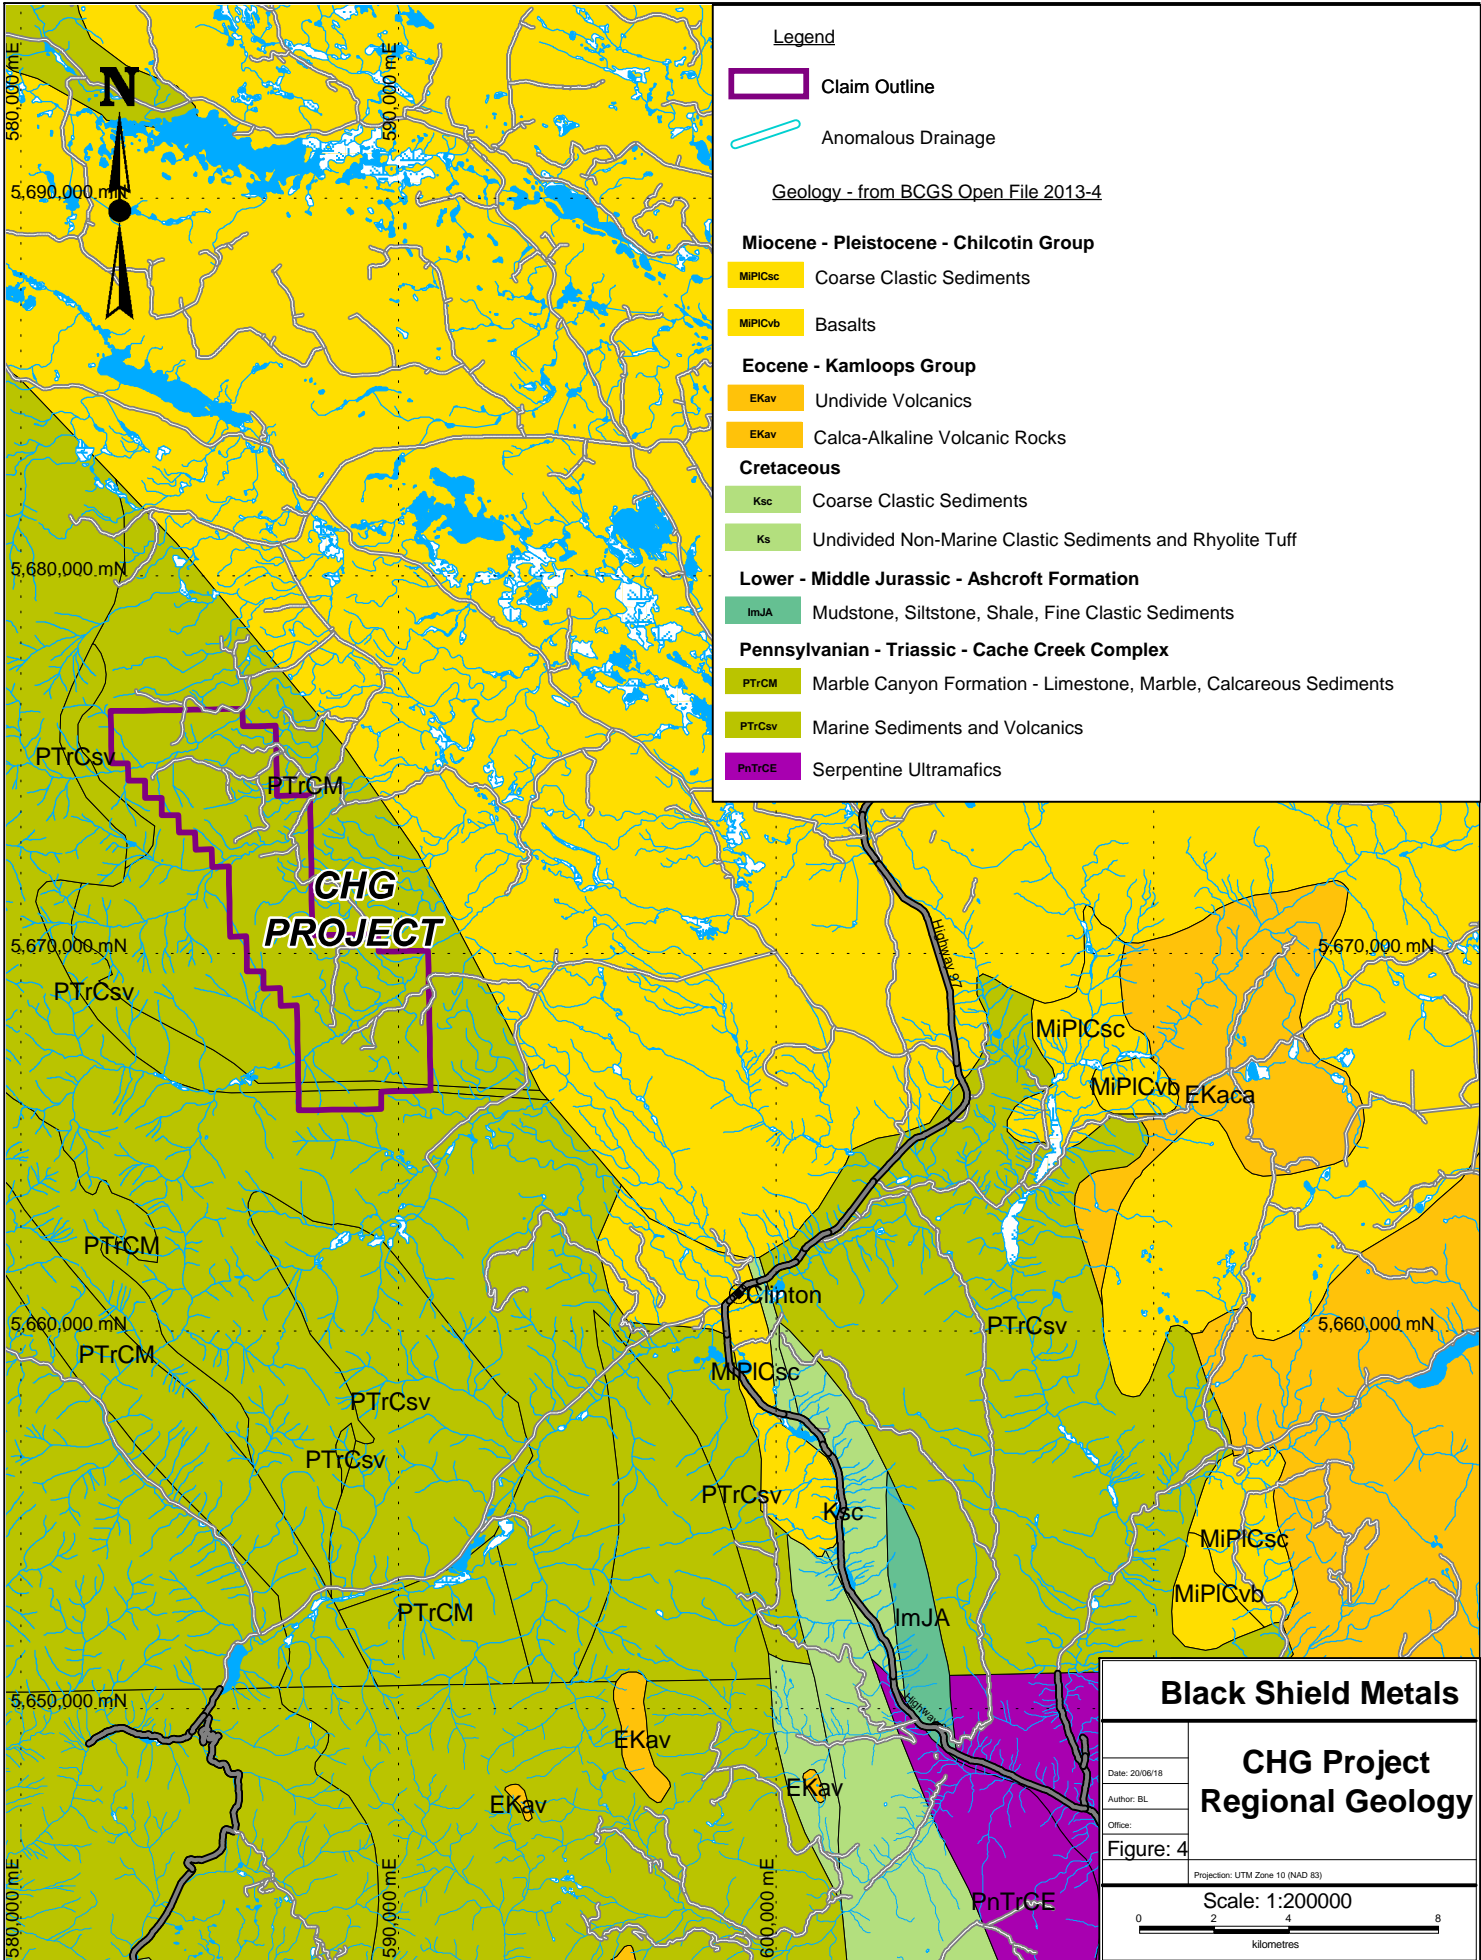 Legend
Claim Outline
Anomalous Drainage
Geology - from BCGS Open File 2013-4
Miocene - Pleistocene - Chilcotin Group
MiPlCsc Coarse Clastic Sediments
MiPlCvb Basalts
Eocene - Kamloops Group
EKav Undivide Volcanics
EKav Calca-Alkaline Volcanic Rocks
Cretaceous
Ksc Coarse Clastic Sediments
Ks Undivided Non-Marine Clastic Sediments and Rhyolite Tuff
Lower - Middle Jurassic - Ashcroft Formation
lmJA Mudstone, Siltstone, Shale, Fine Clastic Sediments
Pennsylvanian - Triassic - Cache Creek Complex
PTrCM Marble Canyon Formation - Limestone, Marble, Calcareous Sediments
PTrCsv Marine Sediments and Volcanics
PnTrCE Serpentine Ultramafics
580,000 mE
590,000 mE
N
5,690,000 mN
5,680,000 mN
PTrCsv
PTrCM
CHG
PROJECT
5,670,000 mN
5,670,000 mN
Highway 97
PTrCsv
MiPlCsc
MiPlCvb
EKaca
PTrCM
Clinton
5,660,000 mN
PTrCsv
5,660,000 mN
PTrCM
MiPlCsc
PTrCsv
PTrCsv
PTrCsv
Ksc
MiPlCsc
MiPlCvb
PTrCM
lmJA
5,650,000 mN
Highway
EKav
EKav
EKav
PnTrCE
580,000 mE
590,000 mE
600,000 mE
Black Shield Metals
CHG Project
Regional Geology
Date: 20/06/18
Author: BL
Office:
Figure: 4
Projection: UTM Zone 10 (NAD 83)
Scale: 1:200000
0 2 4 8
kilometres